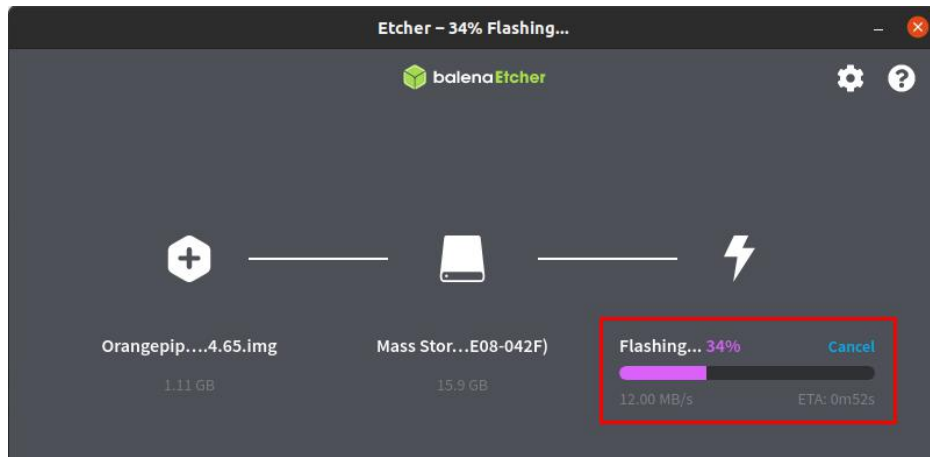 Etcher – 34% Flashing...
balenaEtcher
Orangepip....4.65.img
Mass Stor...E08-042F)
Flashing... 34%
Cancel
1.11 GB
15.9 GB
12.00 MB/s
ETA: 0m52s